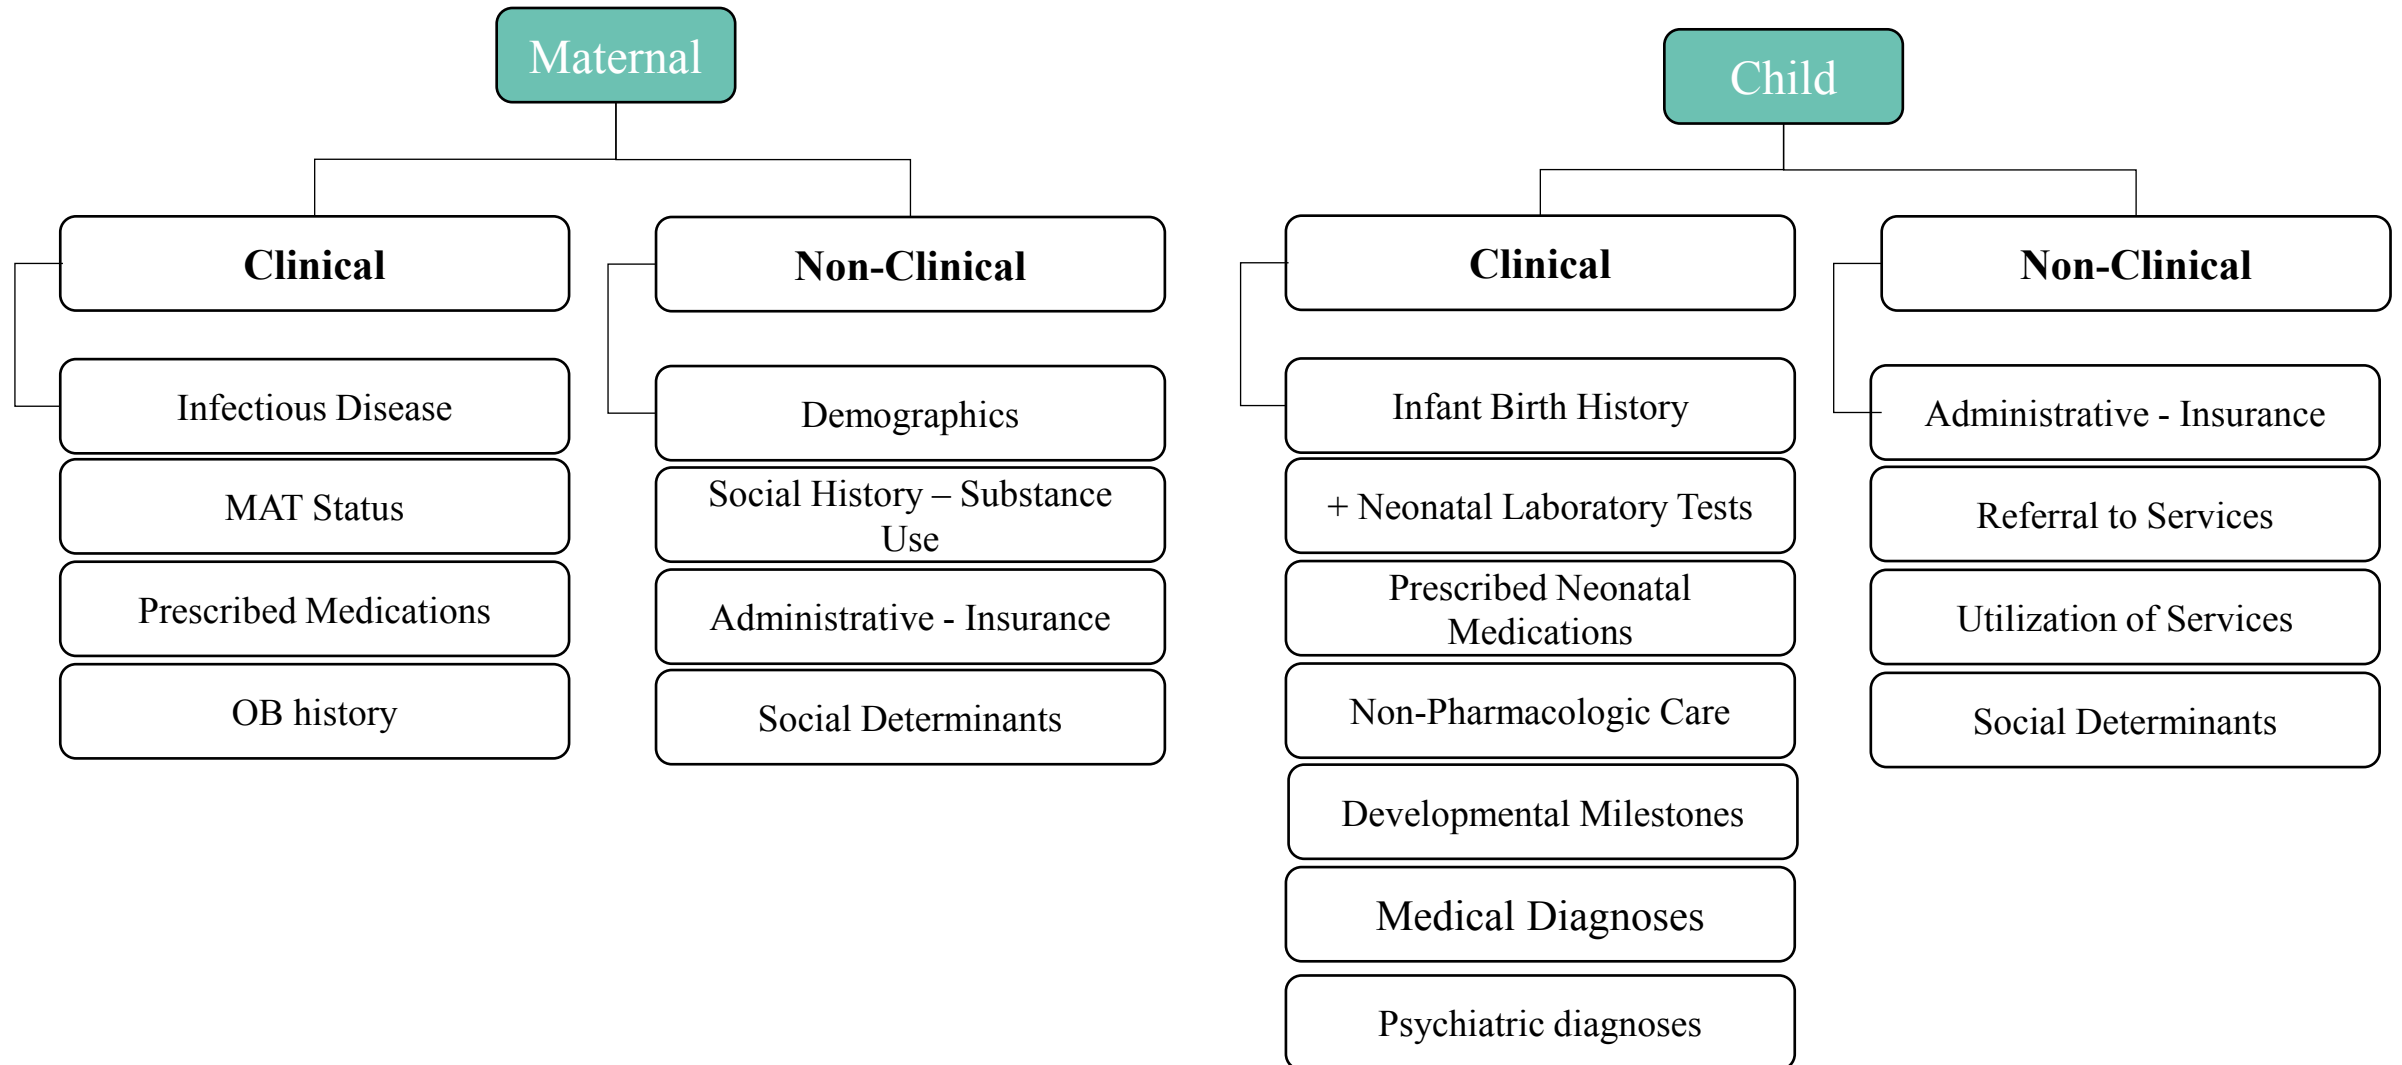 Maternal
Clinical
Infectious Disease
MAT Status
Prescribed Medications
OB history
Non-Clinical
Demographics
Social History – Substance
Use
Administrative - Insurance
Social Determinants
Child
Clinical
Infant Birth History
+ Neonatal Laboratory Tests
Prescribed Neonatal
Medications
Non-Pharmacologic Care
Developmental Milestones
Medical Diagnoses
Psychiatric diagnoses
Non-Clinical
Administrative - Insurance
Referral to Services
Utilization of Services
Social Determinants